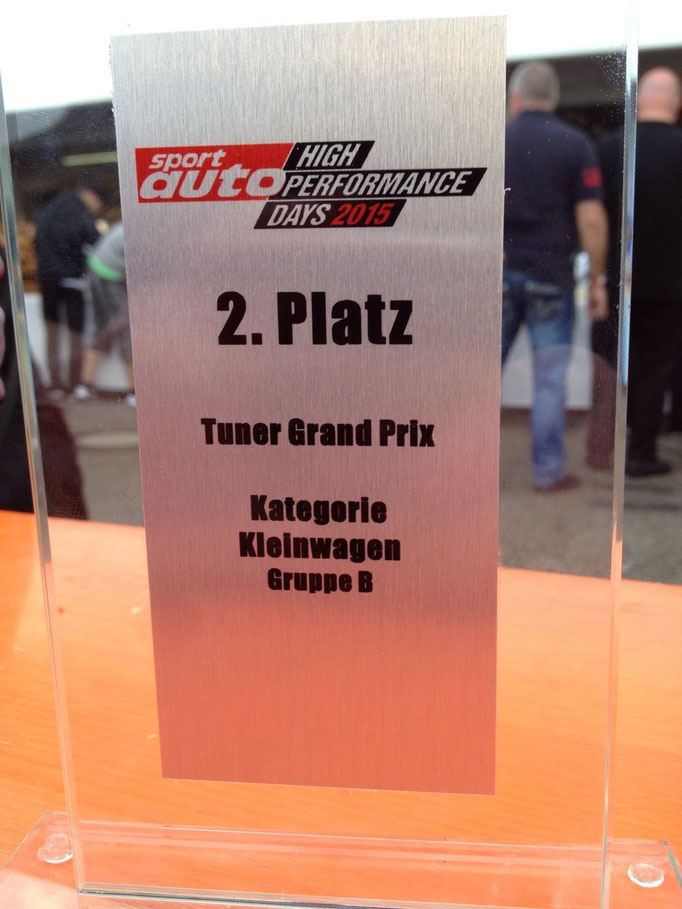 sport auto HIGH
PERFORMANCE
DAYS 2015
2. Platz
Tuner Grand Prix
Kategorie
Kleinwagen
Gruppe B